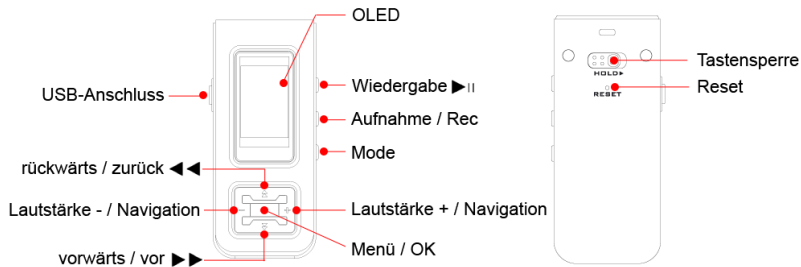 OLED
USB-Anschluss
Wiedergabe ▶II
Aufnahme / Rec
Mode
rückwärts / zurück ◀◀
Lautstärke - / Navigation
Lautstärke + / Navigation
Menü / OK
vorwärts / vor ▶▶
Tastensperre
HOLD▶
Reset
RESET